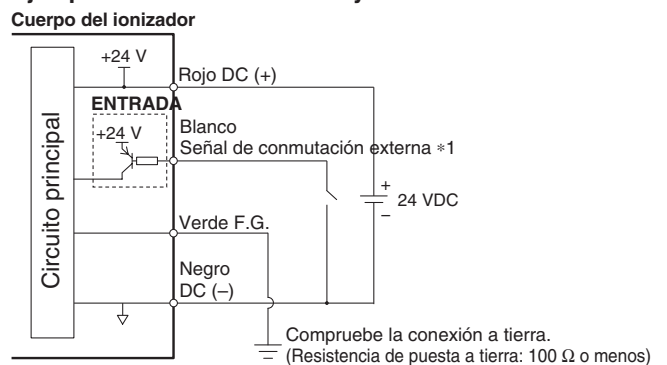 Cuerpo del ionizador
+24 V
Rojo DC (+)
ENTRADA
+24 V
Blanco
Señal de conmutación externa *1
Circuito principal
+
24 VDC
–
Verde F.G.
Negro
DC (–)
Compruebe la conexión a tierra.
(Resistencia de puesta a tierra: 100 Ω o menos)